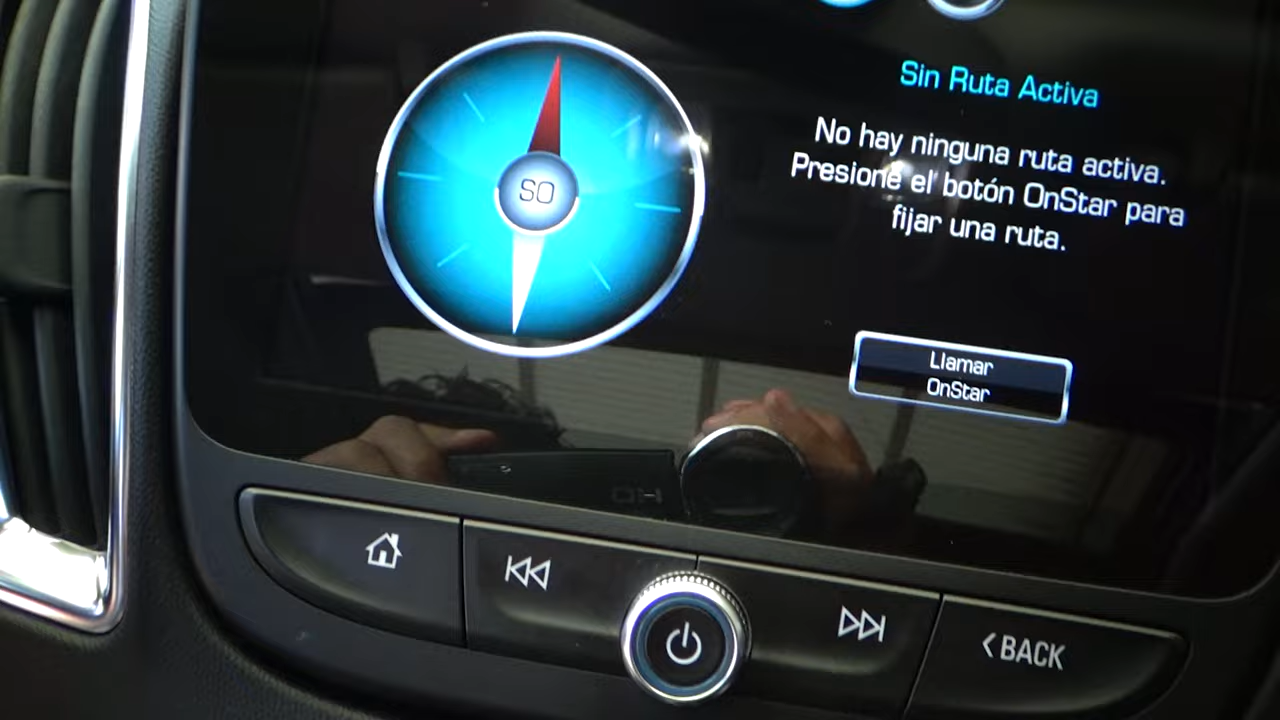 Sin Ruta Activa
No hay ninguna ruta activa.
Presione el botón OnStar para
fijar una ruta.
SO
Llamar
OnStar
BACK